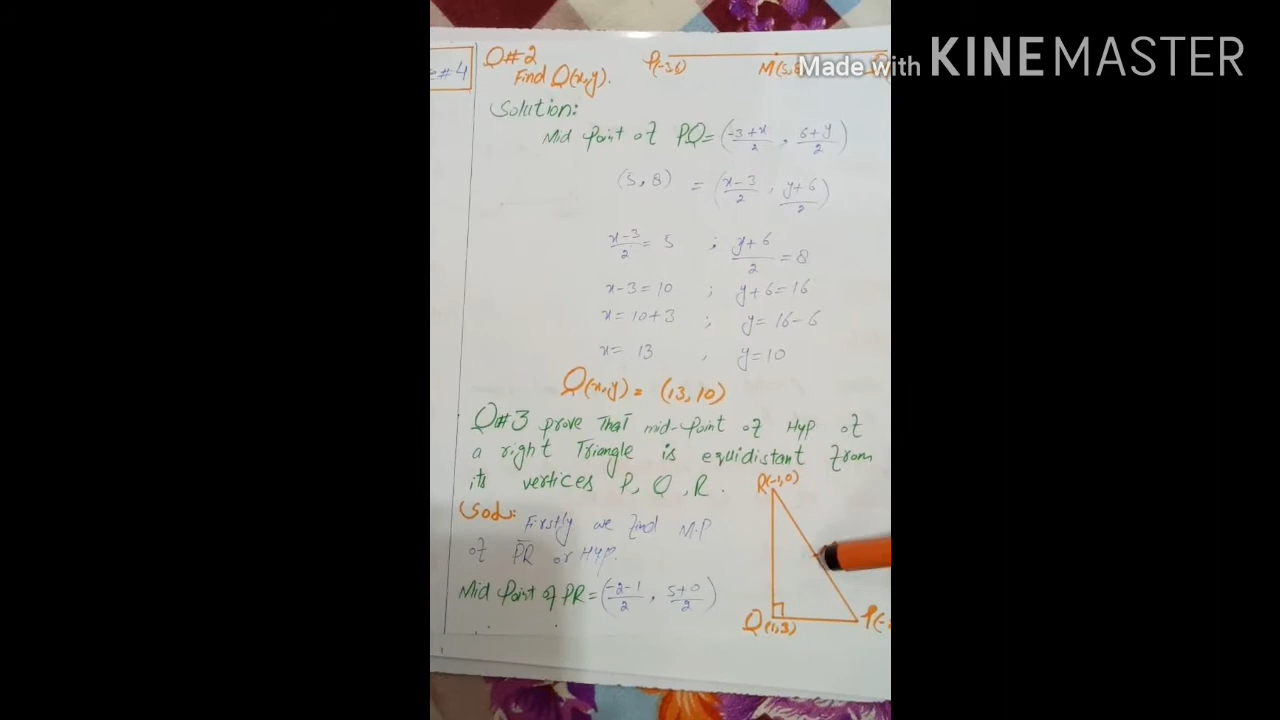 Made with KINEMASTER
#4
Q#2
Find Q(x,y).
P(-3,6)
Solution:
Mid Point of PQ = (-3+x/2 , 6+y/2)
(5, 8) = (x-3/2 , y+6/2)
x-3/2 = 5 ; y+6/2 = 8
x-3=10 ; y+6=16
x= 10+3 ; y= 16-6
x= 13 , y=10
Q(x,y) = (13, 10)
Q#3 prove That mid-Point of HYP of
a right Triangle is equidistant from
its vertices P, Q, R.
R(-1,0)
Sol: Firstly we find M.P
of PR or HYP.
Mid Point of PR = (-2-1/2 , 5+0/2)
Q(1,3)